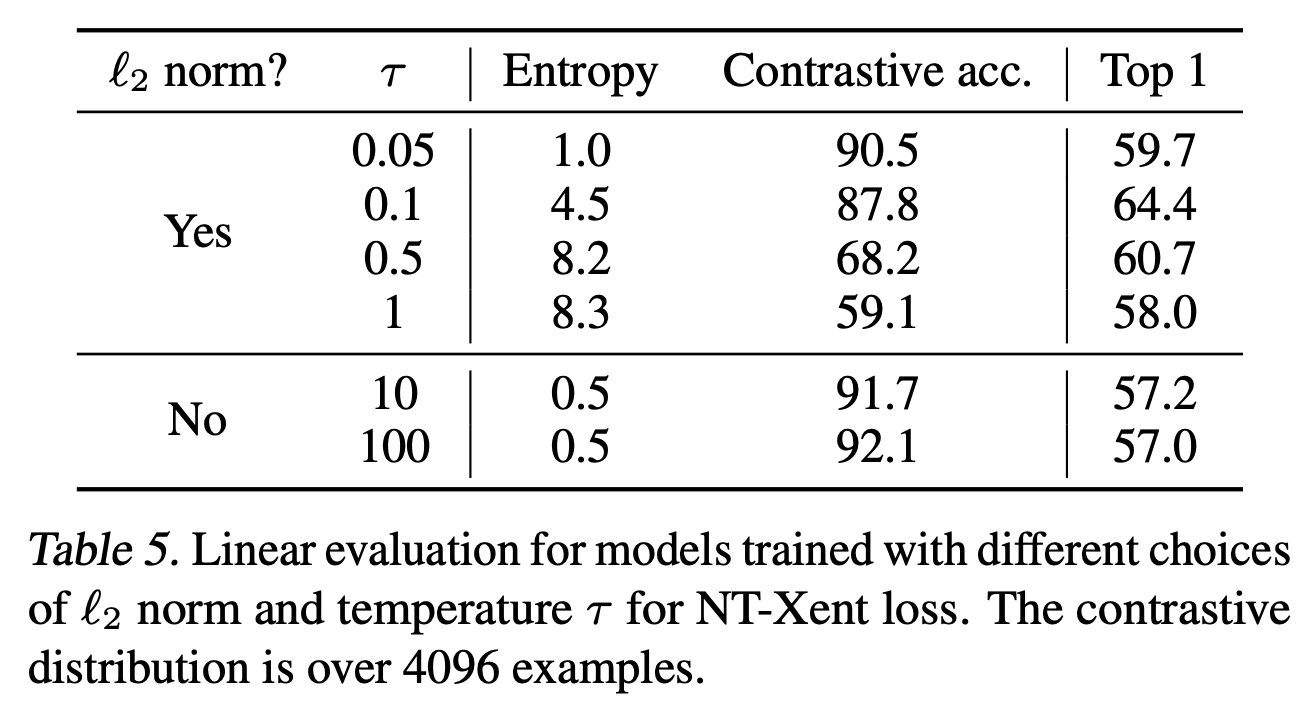 ℓ2 norm? τ Entropy Contrastive acc. Top 1
0.05 1.0 90.5 59.7
0.1 4.5 87.8 64.4
Yes
0.5 8.2 68.2 60.7
1 8.3 59.1 58.0
10 0.5 91.7 57.2
No
100 0.5 92.1 57.0
Table 5. Linear evaluation for models trained with different choices
of ℓ2 norm and temperature τ for NT-Xent loss. The contrastive
distribution is over 4096 examples.